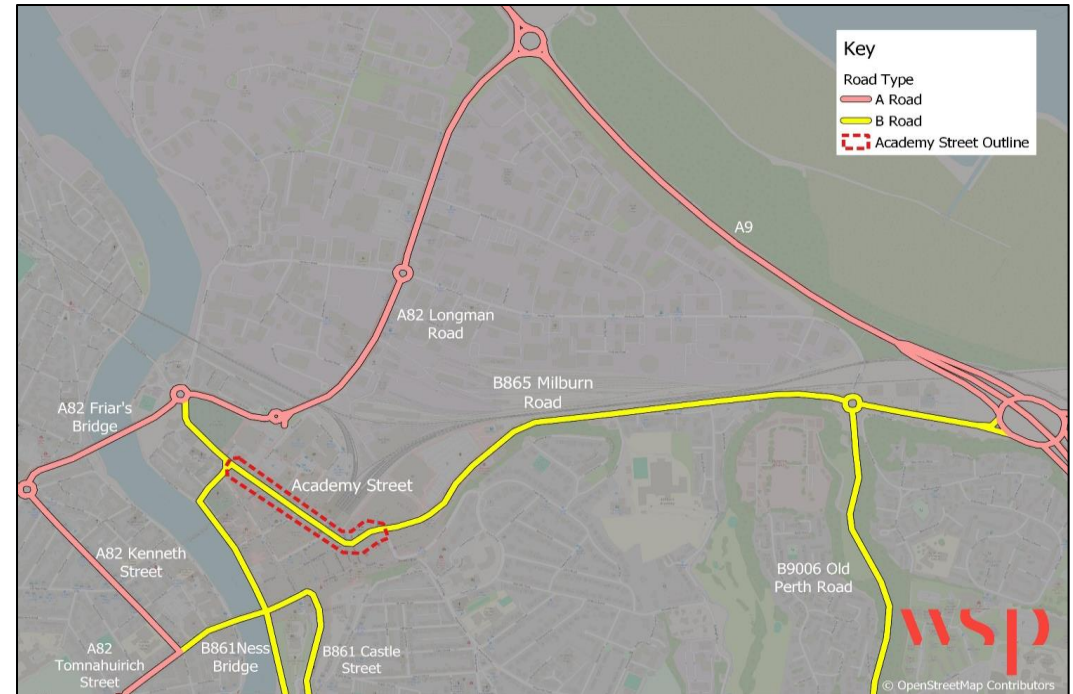 Key
Road Type
A Road
B Road
Academy Street Outline
A9
A82 Longman
Road
B865 Milburn
Road
A82 Friar's
Bridge
Academy Street
A82 Kenneth
Street
B9006 Old
Perth Road
A82
Tomnahuirich
Street
B861Ness
Bridge
B861 Castle
Street
wsp
© OpenStreetMap Contributors